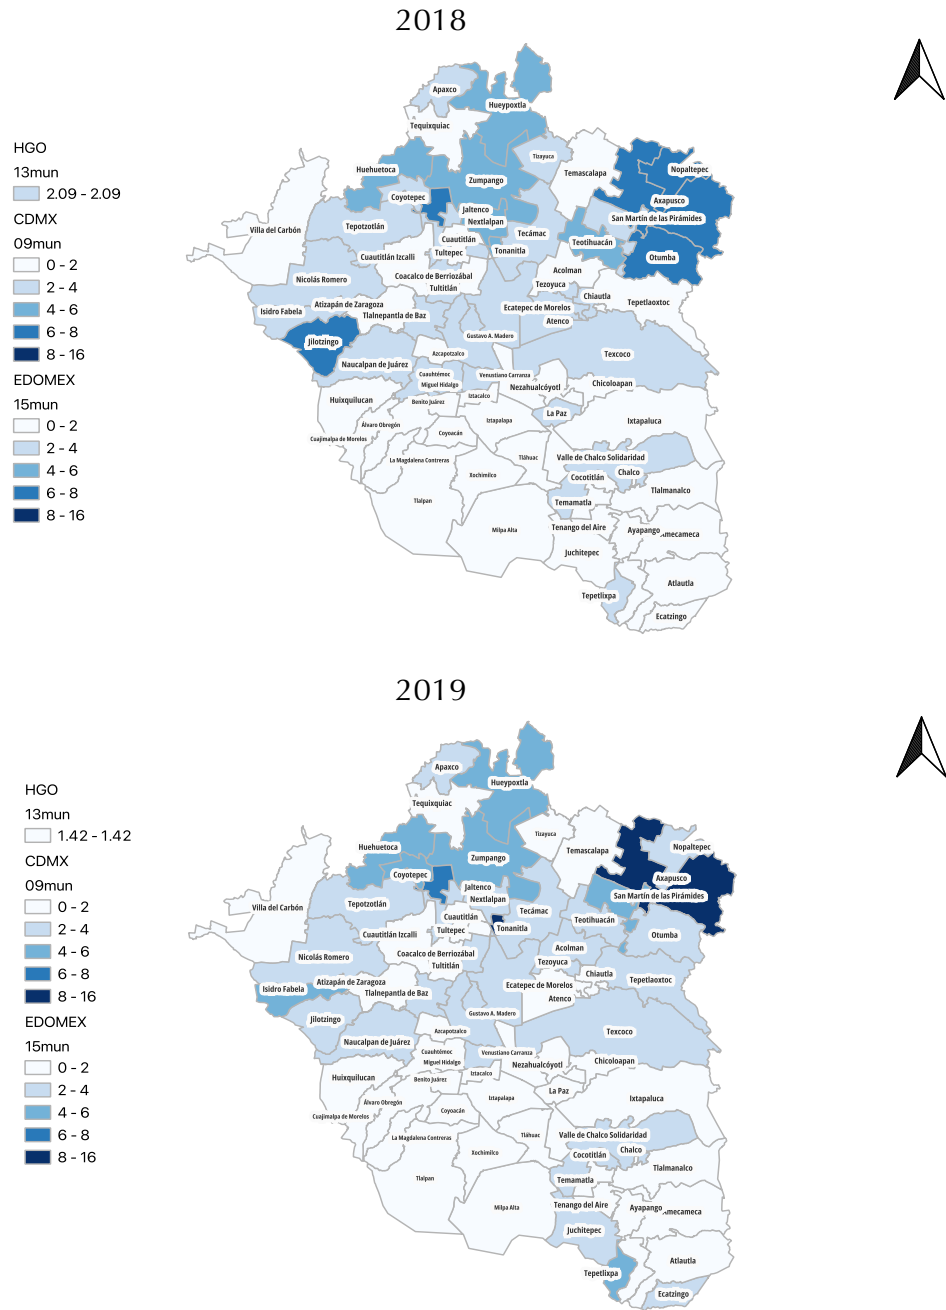 2018
HGO
13mun
2.09 - 2.09
CDMX
09mun
0 - 2
2 - 4
4 - 6
6 - 8
8 - 16
EDOMEX
15mun
0 - 2
2 - 4
4 - 6
6 - 8
8 - 16
Apaxco
Hueypoxtla
Tequixquiac
Tizayuca
Huehuetoca
Temascalapa
Nopaltepec
Zumpango
Coyotepec
Axapusco
Jaltenco
San Martín de las Pirámides
Nextlalpan
Villa del Carbón
Tepotzotlán
Tecámac
Cuautitlán
Teotihuacán
Tultepec
Tonanitla
Cuautitlán Izcalli
Otumba
Acolman
Coacalco de Berriozábal
Nicolás Romero
Tultitlán
Tezoyuca
Chiautla
Tepetlaoxtoc
Atizapán de Zaragoza
Isidro Fabela
Ecatepec de Morelos
Tlalnepantla de Baz
Atenco
Gustavo A. Madero
Jilotzingo
Azcapotzalco
Texcoco
Naucalpan de Juárez
Cuauhtémoc
Venustiano Carranza
Miguel Hidalgo
Nezahualcóyotl
Chicoloapan
Iztacalco
Huixquilucan
Benito Juárez
La Paz
Iztapalapa
Ixtapaluca
Álvaro Obregón
Coyoacán
Cuajimalpa de Morelos
Tláhuac
Valle de Chalco Solidaridad
La Magdalena Contreras
Chalco
Xochimilco
Cocotitlán
Tlalmanalco
Tlalpan
Temamatla
Milpa Alta
Tenango del Aire
Ayapango
Amecameca
Juchitepec
Atlautla
Tepetlixpa
Ecatzingo
2019
HGO
13mun
1.42 - 1.42
CDMX
09mun
0 - 2
2 - 4
4 - 6
6 - 8
8 - 16
EDOMEX
15mun
0 - 2
2 - 4
4 - 6
6 - 8
8 - 16
Apaxco
Hueypoxtla
Tequixquiac
Tizayuca
Huehuetoca
Temascalapa
Nopaltepec
Zumpango
Coyotepec
Axapusco
Jaltenco
San Martín de las Pirámides
Nextlalpan
Villa del Carbón
Tepotzotlán
Tecámac
Cuautitlán
Teotihuacán
Tultepec
Tonanitla
Cuautitlán Izcalli
Otumba
Acolman
Coacalco de Berriozábal
Nicolás Romero
Tultitlán
Tezoyuca
Chiautla
Tepetlaoxtoc
Atizapán de Zaragoza
Isidro Fabela
Ecatepec de Morelos
Tlalnepantla de Baz
Atenco
Gustavo A. Madero
Jilotzingo
Azcapotzalco
Texcoco
Naucalpan de Juárez
Cuauhtémoc
Venustiano Carranza
Miguel Hidalgo
Nezahualcóyotl
Chicoloapan
Iztacalco
Huixquilucan
Benito Juárez
La Paz
Iztapalapa
Ixtapaluca
Álvaro Obregón
Coyoacán
Cuajimalpa de Morelos
Tláhuac
Valle de Chalco Solidaridad
La Magdalena Contreras
Chalco
Xochimilco
Cocotitlán
Tlalmanalco
Tlalpan
Temamatla
Milpa Alta
Tenango del Aire
Ayapango
Amecameca
Juchitepec
Atlautla
Tepetlixpa
Ecatzingo